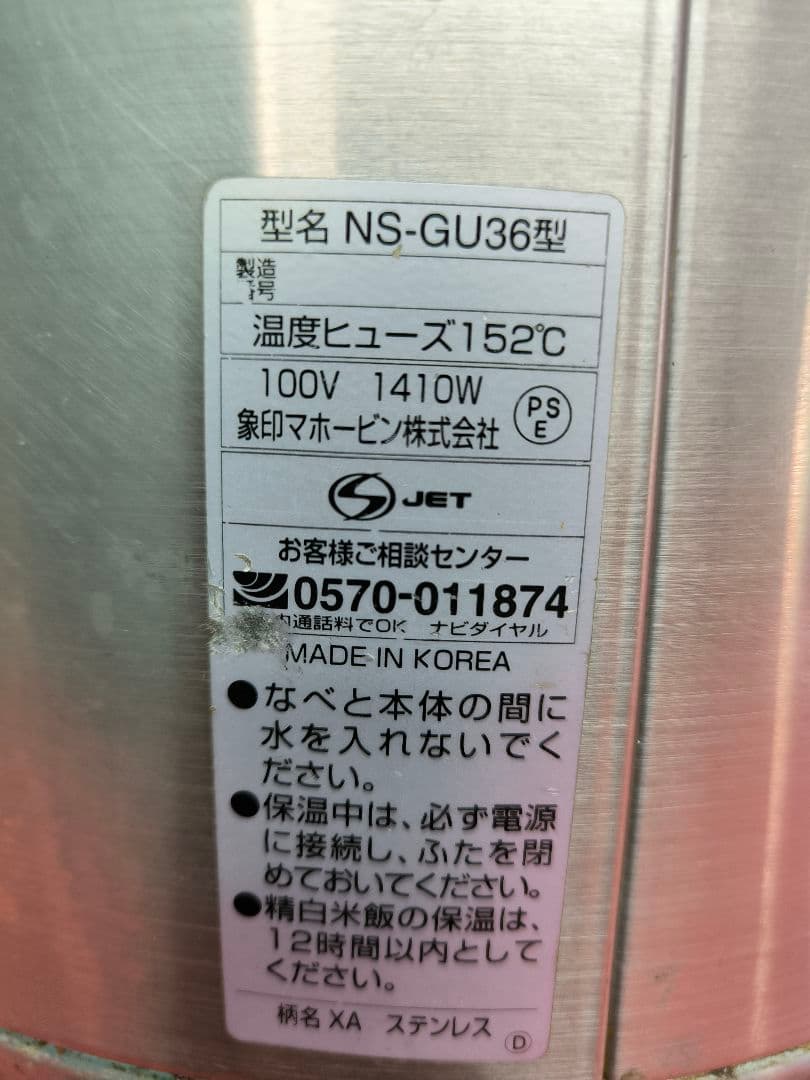 型名 NS-GU36型
製造
号
温度ヒューズ152℃
100V 1410W
PS
E
象印マホービン株式会社
JET
お客様ご相談センター
0570-011874
通話料でOK ナビダイヤル
MADE IN KOREA
●なべと本体の間に
水を入れないでく
ださい。
●保温中は、必ず電源
に接続し、ふたを閉
めておいてください。
●精白米飯の保温は、
12時間以内として
ください。
柄名 XA ステンレス
D